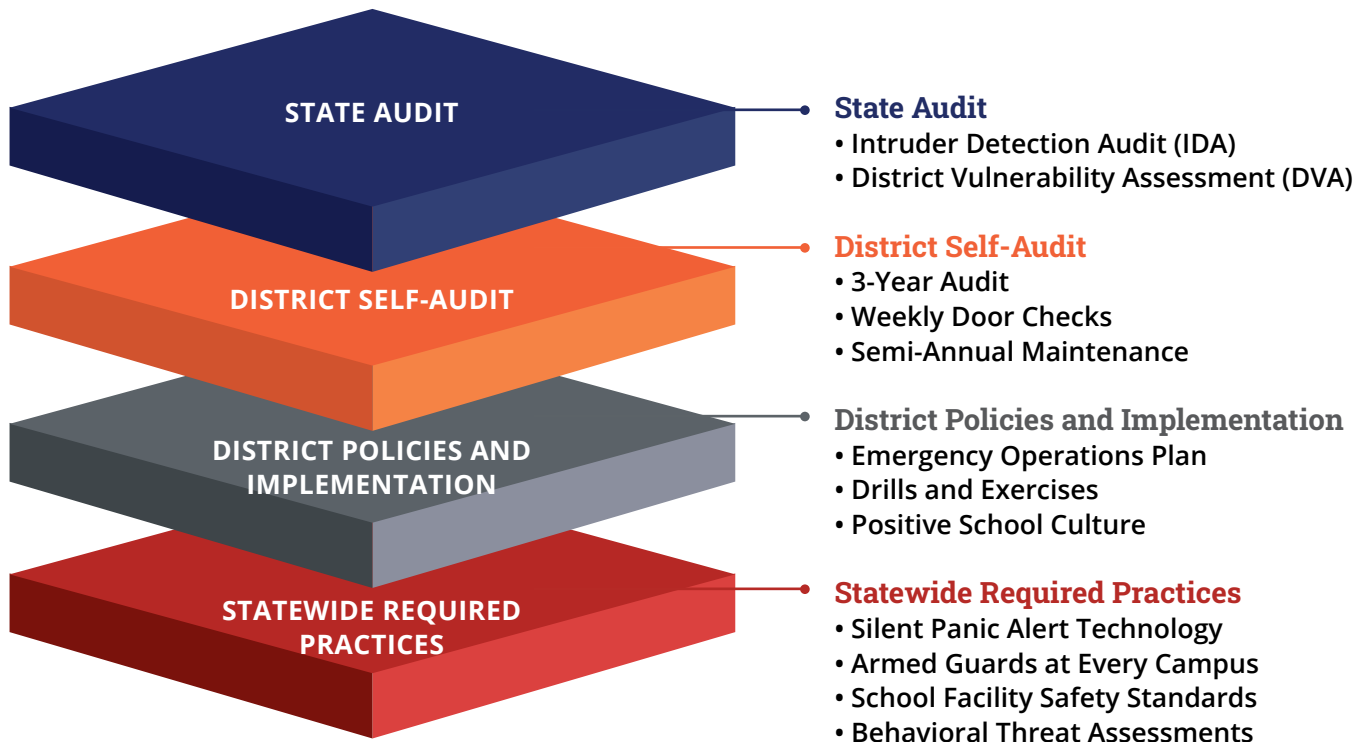 STATE AUDIT
State Audit
• Intruder Detection Audit (IDA)
• District Vulnerability Assessment (DVA)
DISTRICT SELF-AUDIT
District Self-Audit
• 3-Year Audit
• Weekly Door Checks
• Semi-Annual Maintenance
DISTRICT POLICIES AND
IMPLEMENTATION
District Policies and Implementation
• Emergency Operations Plan
• Drills and Exercises
• Positive School Culture
STATEWIDE REQUIRED
PRACTICES
Statewide Required Practices
• Silent Panic Alert Technology
• Armed Guards at Every Campus
• School Facility Safety Standards
• Behavioral Threat Assessments